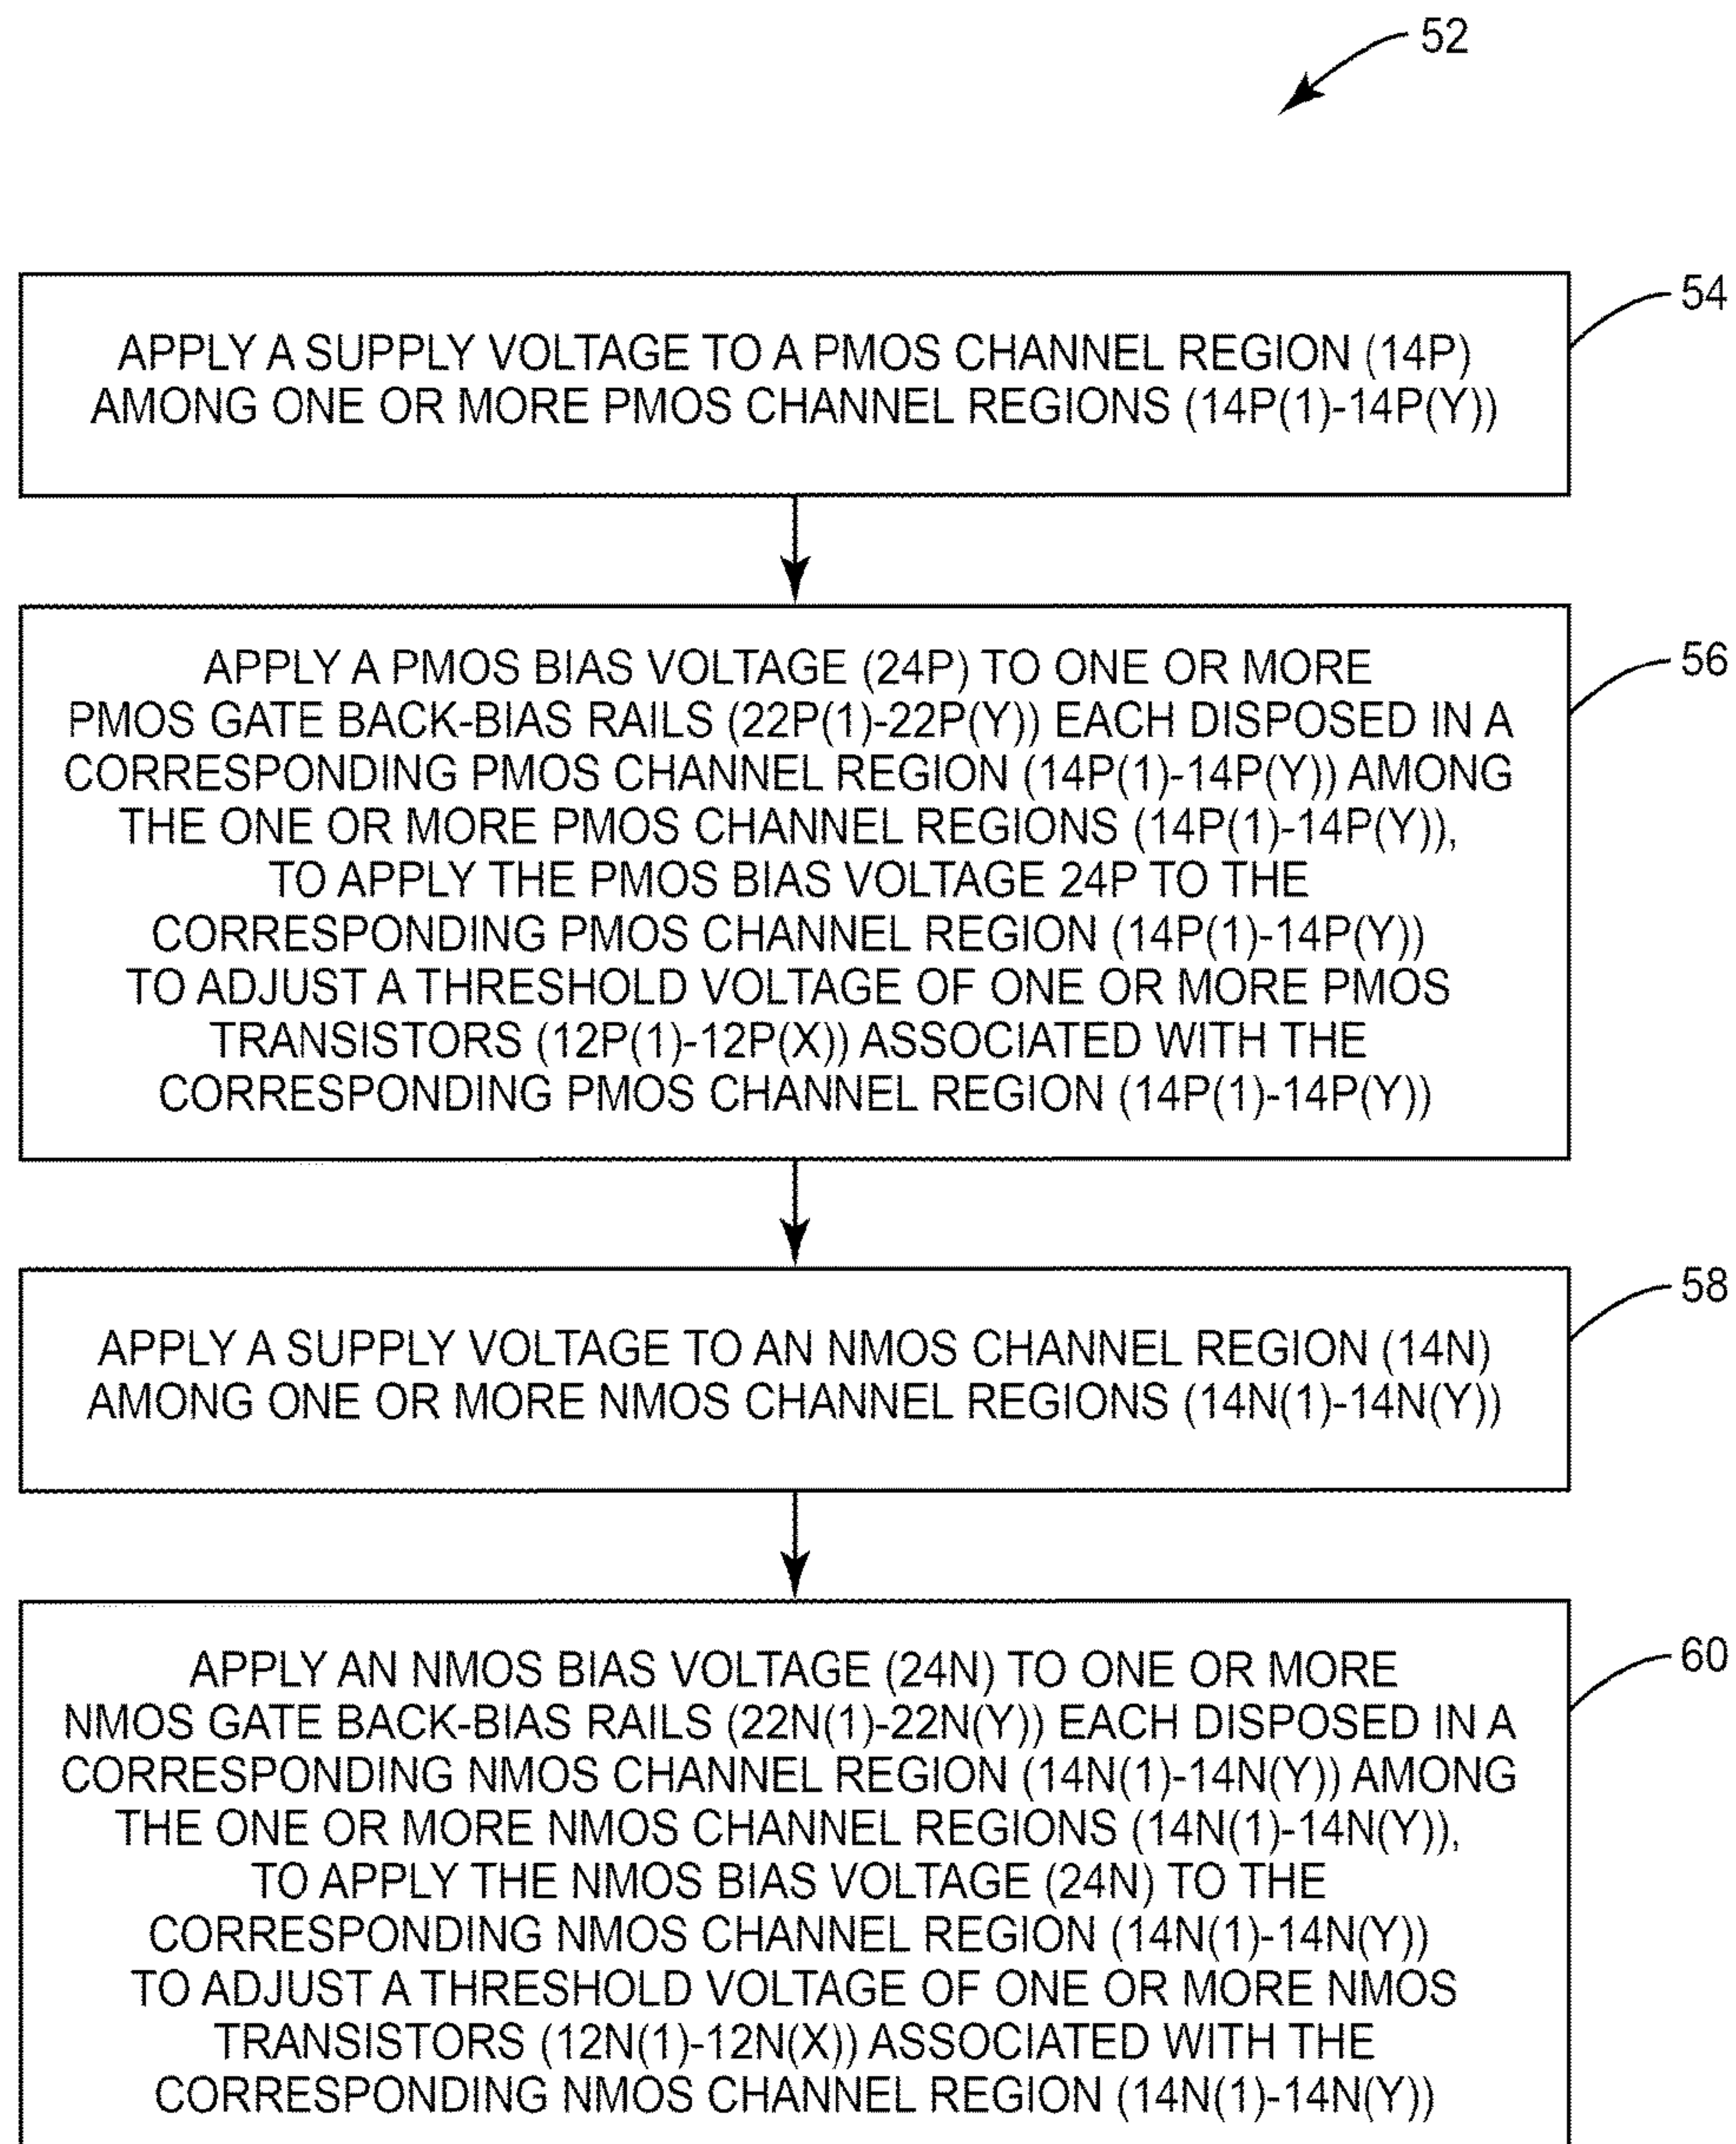 52
54
APPLY A SUPPLY VOLTAGE TO A PMOS CHANNEL REGION (14P)
AMONG ONE OR MORE PMOS CHANNEL REGIONS (14P(1)-14P(Y))
56
APPLY A PMOS BIAS VOLTAGE (24P) TO ONE OR MORE
PMOS GATE BACK-BIAS RAILS (22P(1)-22P(Y)) EACH DISPOSED IN A
CORRESPONDING PMOS CHANNEL REGION (14P(1)-14P(Y)) AMONG
THE ONE OR MORE PMOS CHANNEL REGIONS (14P(1)-14P(Y)),
TO APPLY THE PMOS BIAS VOLTAGE 24P TO THE
CORRESPONDING PMOS CHANNEL REGION (14P(1)-14P(Y))
TO ADJUST A THRESHOLD VOLTAGE OF ONE OR MORE PMOS
TRANSISTORS (12P(1)-12P(X)) ASSOCIATED WITH THE
CORRESPONDING PMOS CHANNEL REGION (14P(1)-14P(Y))
58
APPLY A SUPPLY VOLTAGE TO AN NMOS CHANNEL REGION (14N)
AMONG ONE OR MORE NMOS CHANNEL REGIONS (14N(1)-14N(Y))
60
APPLY AN NMOS BIAS VOLTAGE (24N) TO ONE OR MORE
NMOS GATE BACK-BIAS RAILS (22N(1)-22N(Y)) EACH DISPOSED IN A
CORRESPONDING NMOS CHANNEL REGION (14N(1)-14N(Y)) AMONG
THE ONE OR MORE NMOS CHANNEL REGIONS (14N(1)-14N(Y)),
TO APPLY THE NMOS BIAS VOLTAGE (24N) TO THE
CORRESPONDING NMOS CHANNEL REGION (14N(1)-14N(Y))
TO ADJUST A THRESHOLD VOLTAGE OF ONE OR MORE NMOS
TRANSISTORS (12N(1)-12N(X)) ASSOCIATED WITH THE
CORRESPONDING NMOS CHANNEL REGION (14N(1)-14N(Y))